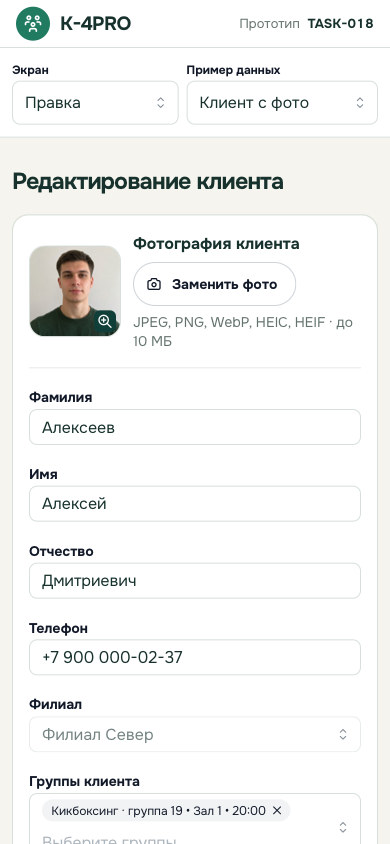 K-4PRO
Прототип TASK-018
Экран
Пример данных
Правка
Клиент с фото
Редактирование клиента
Фотография клиента
Заменить фото
JPEG, PNG, WebP, HEIC, HEIF · до
10 МБ
Фамилия
Алексеев
Имя
Алексей
Отчество
Дмитриевич
Телефон
+7 900 000-02-37
Филиал
Филиал Север
Группы клиента
Кикбоксинг · группа 19 • Зал 1 • 20:00
Выберите группы